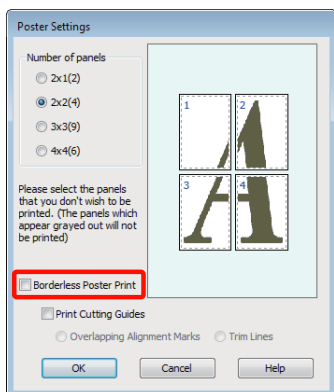 Poster Settings
Number of panels
2x1(2)
2x2(4)
3x3(9)
4x4(6)
Please select the panels
that you don't wish to be
printed. (The panels which
appear grayed out will not
be printed)
1
2
3
4
A
Borderless Poster Print
Print Cutting Guides
Overlapping Alignment Marks
Trim Lines
OK
Cancel
Help